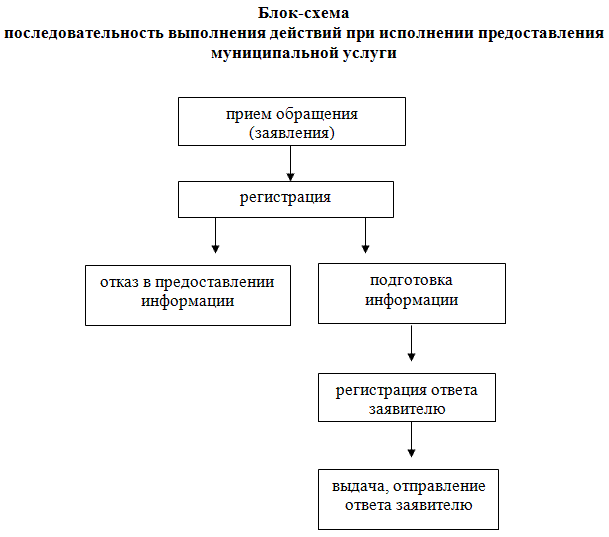 Блок-схема
последовательность выполнения действий при исполнении предоставления
муниципальной услуги
прием обращения
(заявления)
регистрация
отказ в предоставлении
информации
подготовка
информации
регистрация ответа
заявителю
выдача, отправление
ответа заявителю